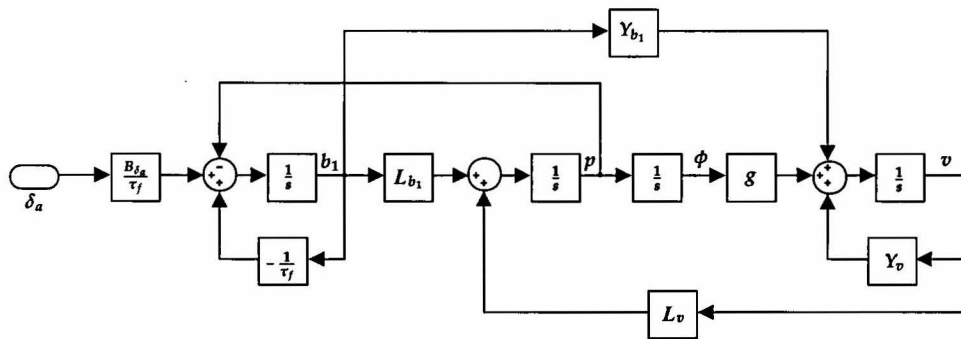 Y_{b_1}
- + +
b_1
+ +
p
ϕ
+ + +
v
δ_a
B_{δ_a}/τ_f
1/s
L_{b_1}
1/s
1/s
g
1/s
-1/τ_f
Y_v
L_v